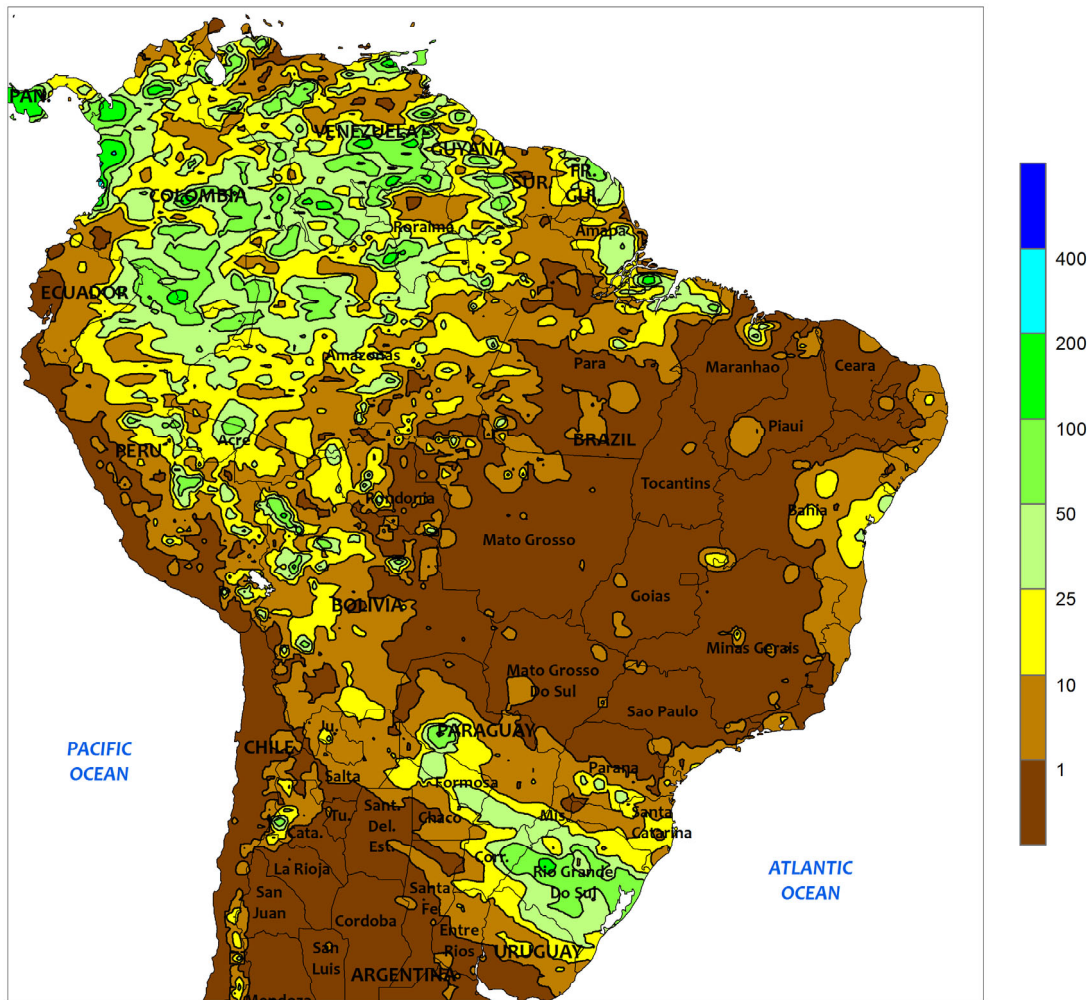 PAN.
VENEZUELA
GUYANA
SUR.
FR.
GUI.
COLOMBIA
Roraima
Amapa
ECUADOR
Amazonas
Para
Maranhao
Ceara
Acre
PERU
BRAZIL
Piaui
Rondonia
Tocantins
Bahia
Mato Grosso
BOLIVIA
Goias
Minas Gerais
Mato Grosso
Do Sul
Sao Paulo
PACIFIC
OCEAN
Ju.
CHILE
PARAGUAY
Salta
Formosa
Parana
Tu.
Cata.
Sant.
Del.
Est.
Chaco
Mis.
Santa
Catarina
La Rioja
Corr.
Rio Grande
Do Sul
San
Juan
Santa
Fe
Cordoba
Entre
Rios
URUGUAY
San
Luis
ARGENTINA
Mendoza
ATLANTIC
OCEAN
400
200
100
50
25
10
1